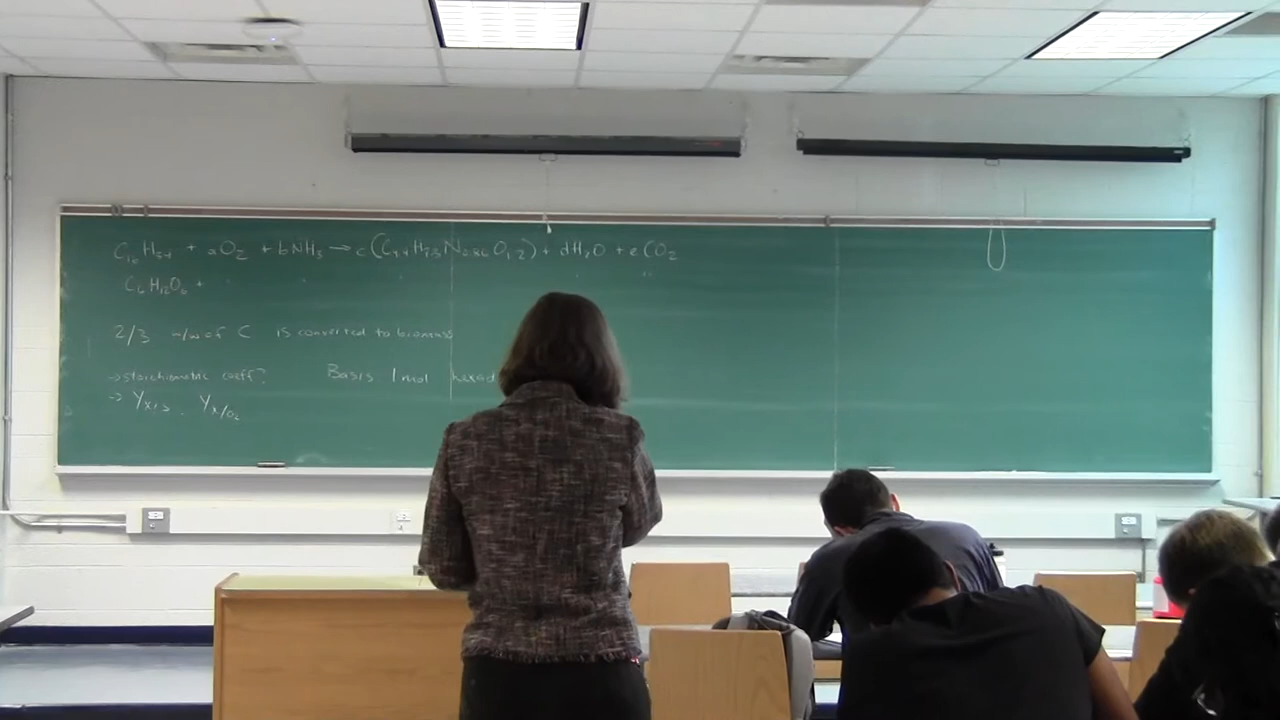 C₁₆H₃₄ + aO₂ + bNH₃ → c(C₄.₄H₇.₃N₀.₈₆O₁.₂) + dH₂O + eCO₂
C₆H₁₂O₆ +
2/3 w/w of C is converted to biomass
→ stoichiometric coeff? Basis 1 mol hexad
→ Yx/s , Yx/O₂